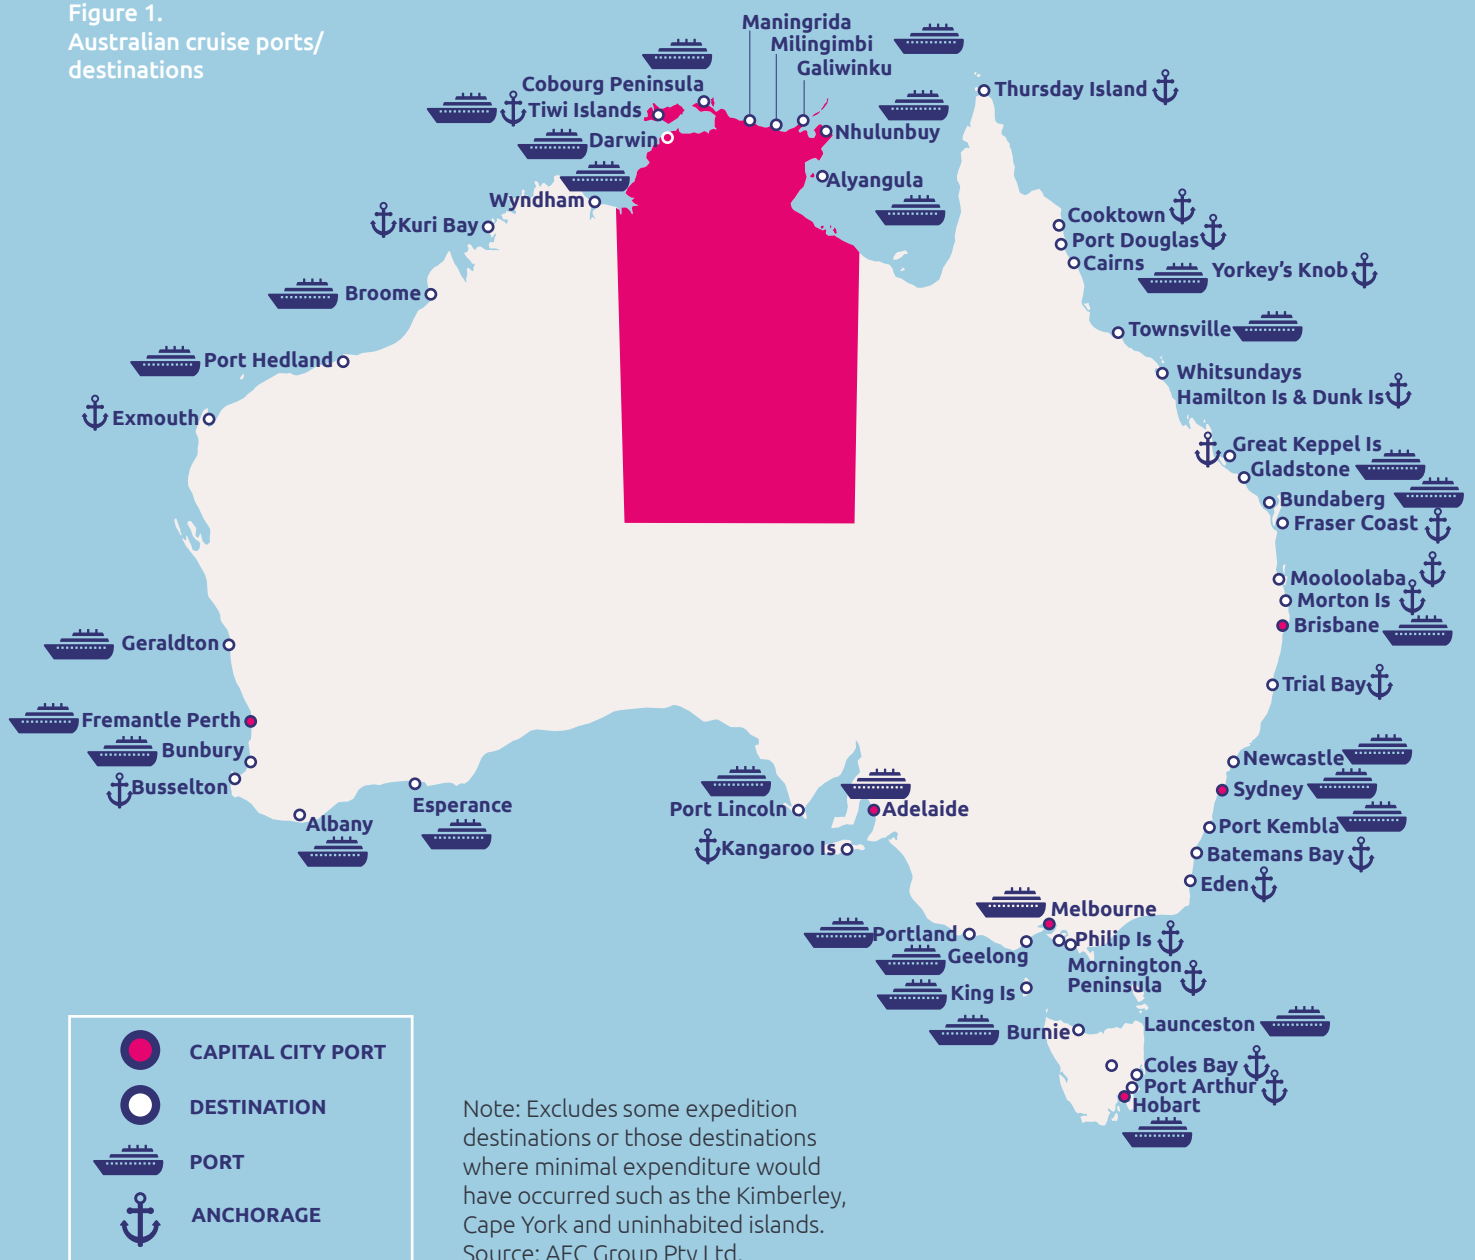 Figure 1.
Australian cruise ports/
destinations
Maningrida
Milingimbi
Galiwinku
Cobourg Peninsula
Tiwi Islands
Darwin
Nhulunbuy
Alyangula
Wyndham
Kuri Bay
Broome
Port Hedland
Exmouth
Geraldton
Fremantle Perth
Bunbury
Busselton
Albany
Esperance
Thursday Island
Cooktown
Port Douglas
Cairns
Yorkey's Knob
Townsville
Whitsundays
Hamilton Is & Dunk Is
Great Keppel Is
Gladstone
Bundaberg
Fraser Coast
Mooloolaba
Morton Is
Brisbane
Trial Bay
Newcastle
Sydney
Port Kembla
Batemans Bay
Eden
Port Lincoln
Adelaide
Kangaroo Is
Melbourne
Portland
Geelong
Philip Is
Mornington
Peninsula
King Is
Burnie
Launceston
Coles Bay
Port Arthur
Hobart
CAPITAL CITY PORT
DESTINATION
PORT
ANCHORAGE
Note: Excludes some expedition
destinations or those destinations
where minimal expenditure would
have occurred such as the Kimberley,
Cape York and uninhabited islands.
Source: AEC Group Pty Ltd.